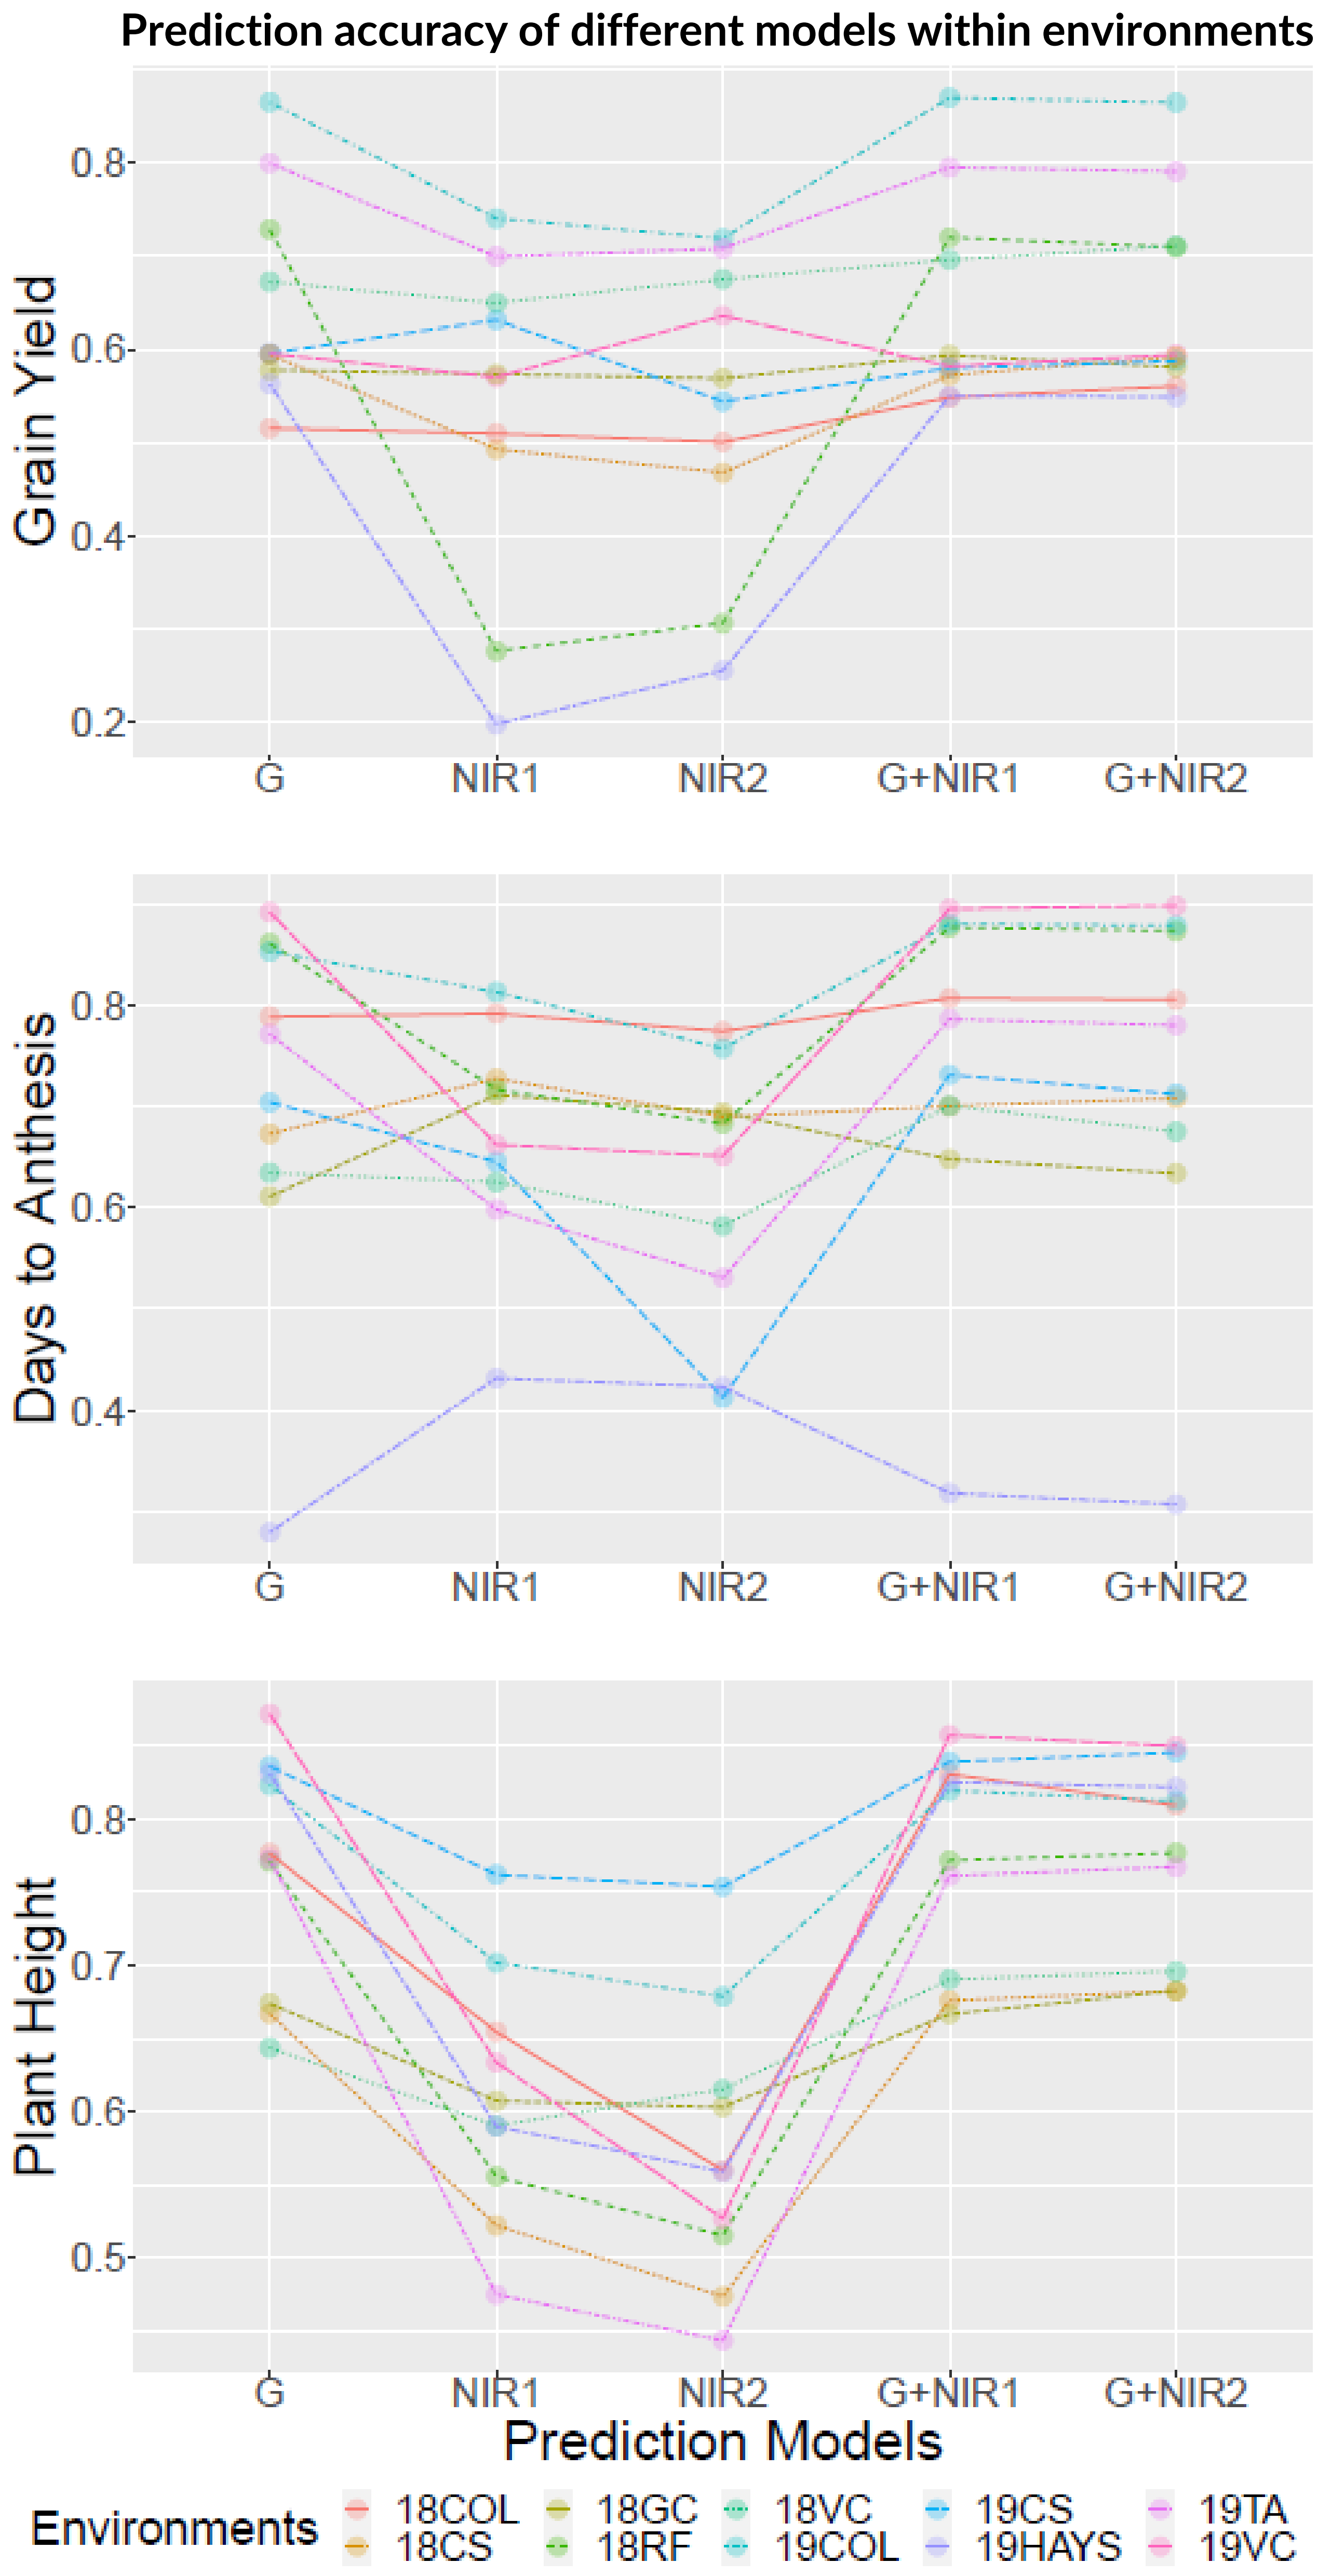 Prediction accuracy of different models within environments
Grain Yield
0.8
0.6
0.4
0.2
G NIR1 NIR2 G+NIR1 G+NIR2
Days to Anthesis
0.8
0.6
0.4
G NIR1 NIR2 G+NIR1 G+NIR2
Plant Height
0.8
0.7
0.6
0.5
G NIR1 NIR2 G+NIR1 G+NIR2
Prediction Models
Environments
18COL 18GC 18VC 19CS 19TA
18CS 18RF 19COL 19HAYS 19VC